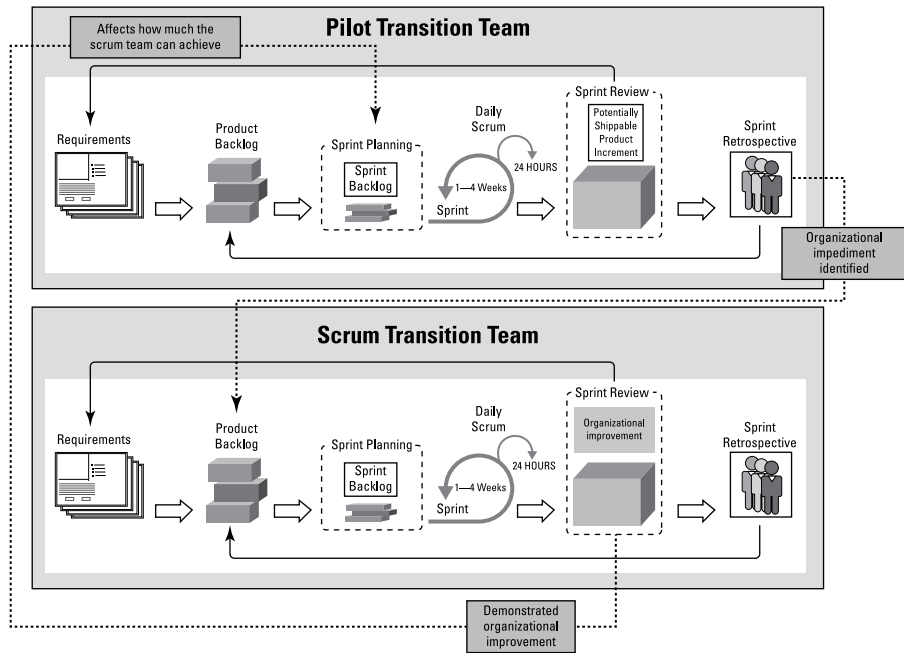 Affects how much the
scrum team can achieve
Pilot Transition Team
Requirements
Product
Backlog
Sprint Planning
Sprint
Backlog
Daily
Scrum
24 HOURS
1—4 Weeks
Sprint
Sprint Review
Potentially
Shippable
Product
Increment
Sprint
Retrospective
Organizational
impediment
identified
Scrum Transition Team
Requirements
Product
Backlog
Sprint Planning
Sprint
Backlog
Daily
Scrum
24 HOURS
1—4 Weeks
Sprint
Sprint Review
Organizational
improvement
Sprint
Retrospective
Demonstrated
organizational
improvement